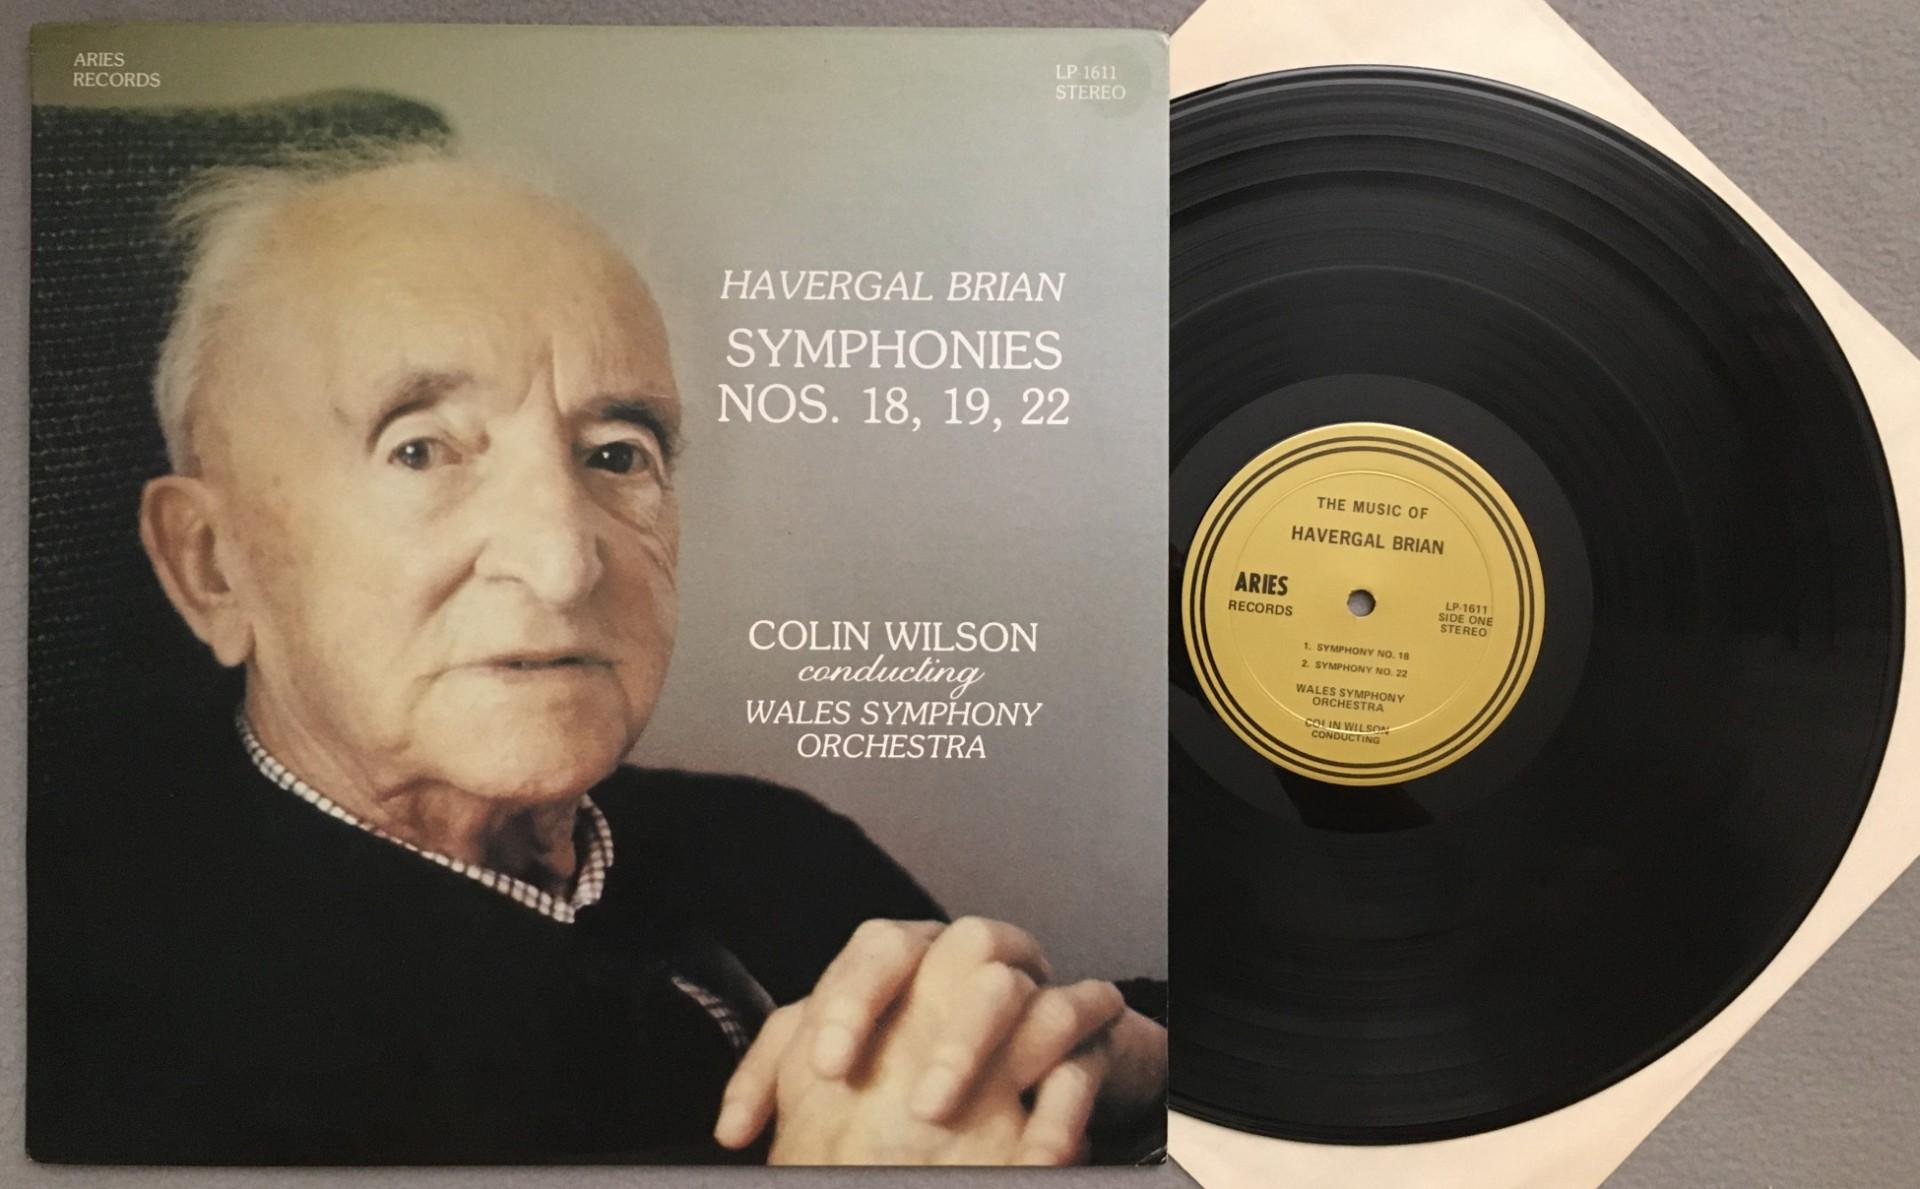 ARIES
RECORDS
LP-1611
STEREO
HAVERGAL BRIAN
SYMPHONIES
NOS. 18, 19, 22
COLIN WILSON
conducting
WALES SYMPHONY
ORCHESTRA
THE MUSIC OF
HAVERGAL BRIAN
ARIES
RECORDS
LP-1611
SIDE ONE
STEREO
1. SYMPHONY NO. 18
2. SYMPHONY NO. 22
WALES SYMPHONY
ORCHESTRA
COLIN WILSON
CONDUCTING